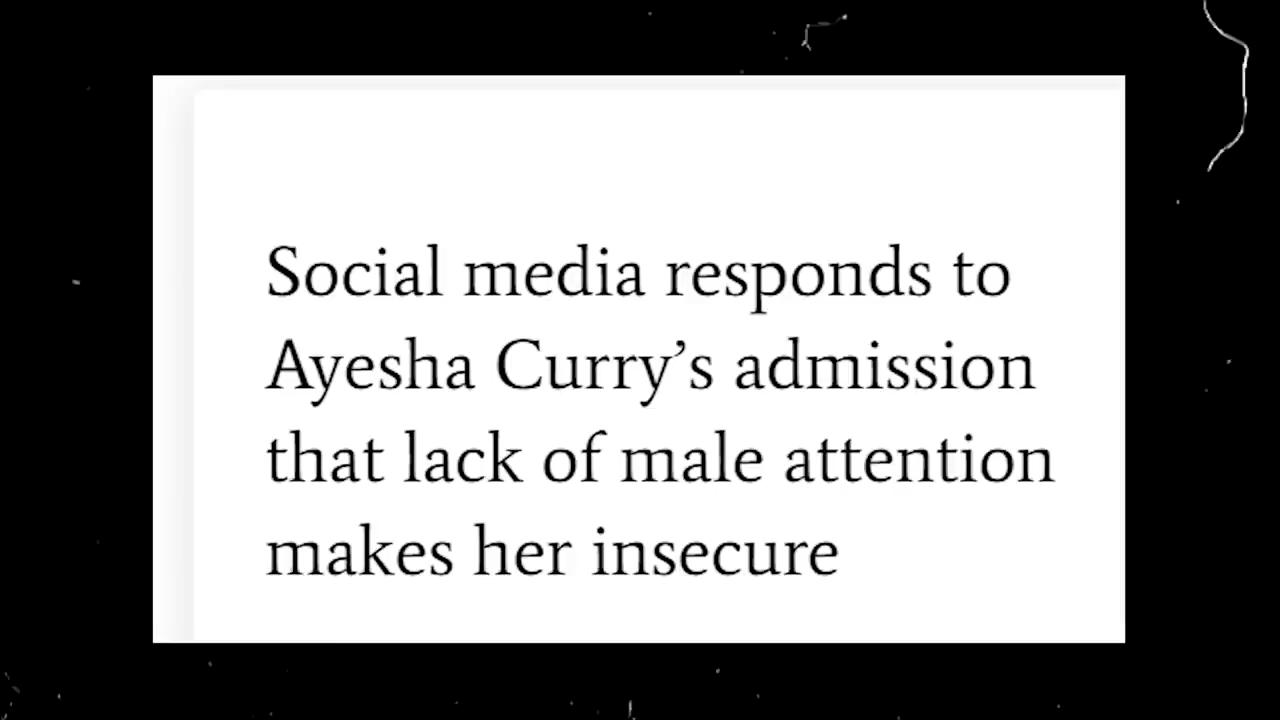 Social media responds to
Ayesha Curry’s admission
that lack of male attention
makes her insecure